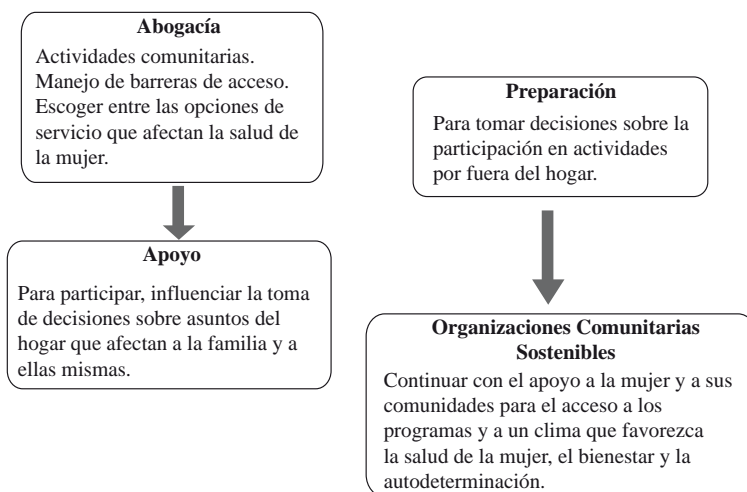 Abogacía
Actividades comunitarias.
Manejo de barreras de acceso.
Escoger entre las opciones de
servicio que afectan la salud de
la mujer.
Apoyo
Para participar, influenciar la toma
de decisiones sobre asuntos del
hogar que afectan a la familia y a
ellas mismas.
Preparación
Para tomar decisiones sobre la
participación en actividades
por fuera del hogar.
Organizaciones Comunitarias
Sostenibles
Continuar con el apoyo a la mujer y a sus
comunidades para el acceso a los
programas y a un clima que favorezca
la salud de la mujer, el bienestar y la
autodeterminación.